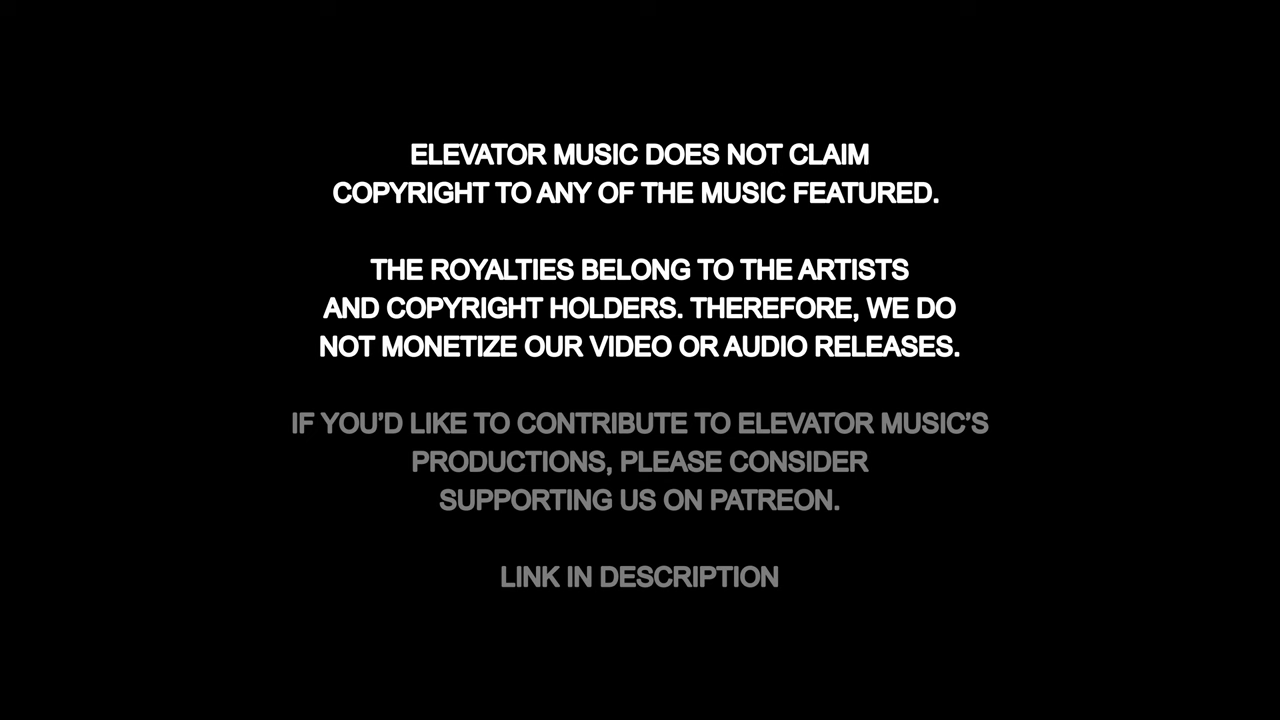 ELEVATOR MUSIC DOES NOT CLAIM
COPYRIGHT TO ANY OF THE MUSIC FEATURED.
THE ROYALTIES BELONG TO THE ARTISTS
AND COPYRIGHT HOLDERS. THEREFORE, WE DO
NOT MONETIZE OUR VIDEO OR AUDIO RELEASES.
IF YOU’D LIKE TO CONTRIBUTE TO ELEVATOR MUSIC’S
PRODUCTIONS, PLEASE CONSIDER
SUPPORTING US ON PATREON.
LINK IN DESCRIPTION